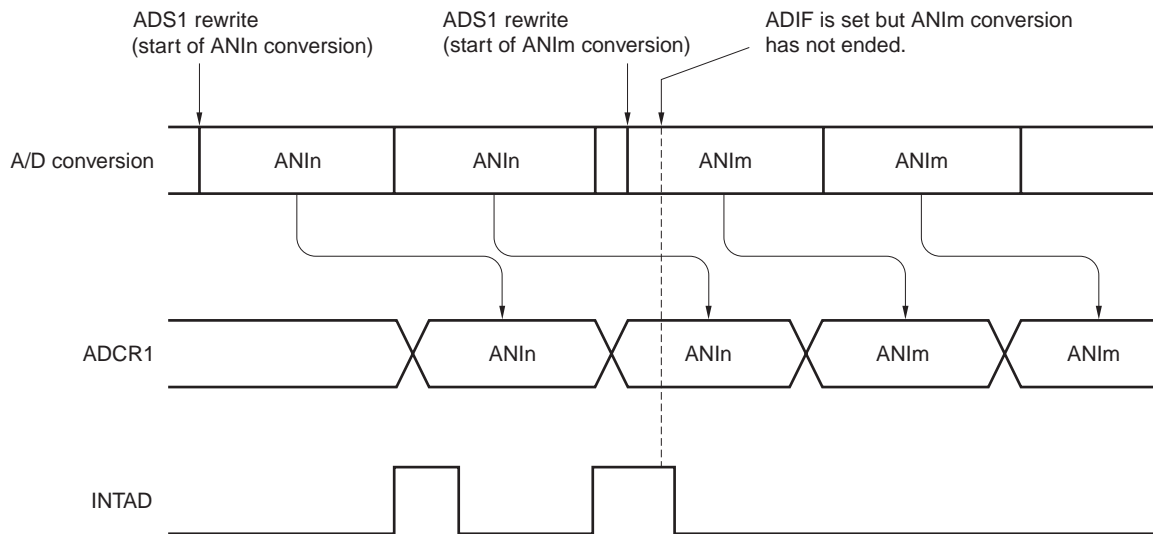 ADS1 rewrite
(start of ANIn conversion)
ADS1 rewrite
(start of ANIm conversion)
ADIF is set but ANIm conversion
has not ended.
A/D conversion
ANIn
ANIn
ANIm
ANIm
ADCR1
ANIn
ANIn
ANIm
ANIm
INTAD